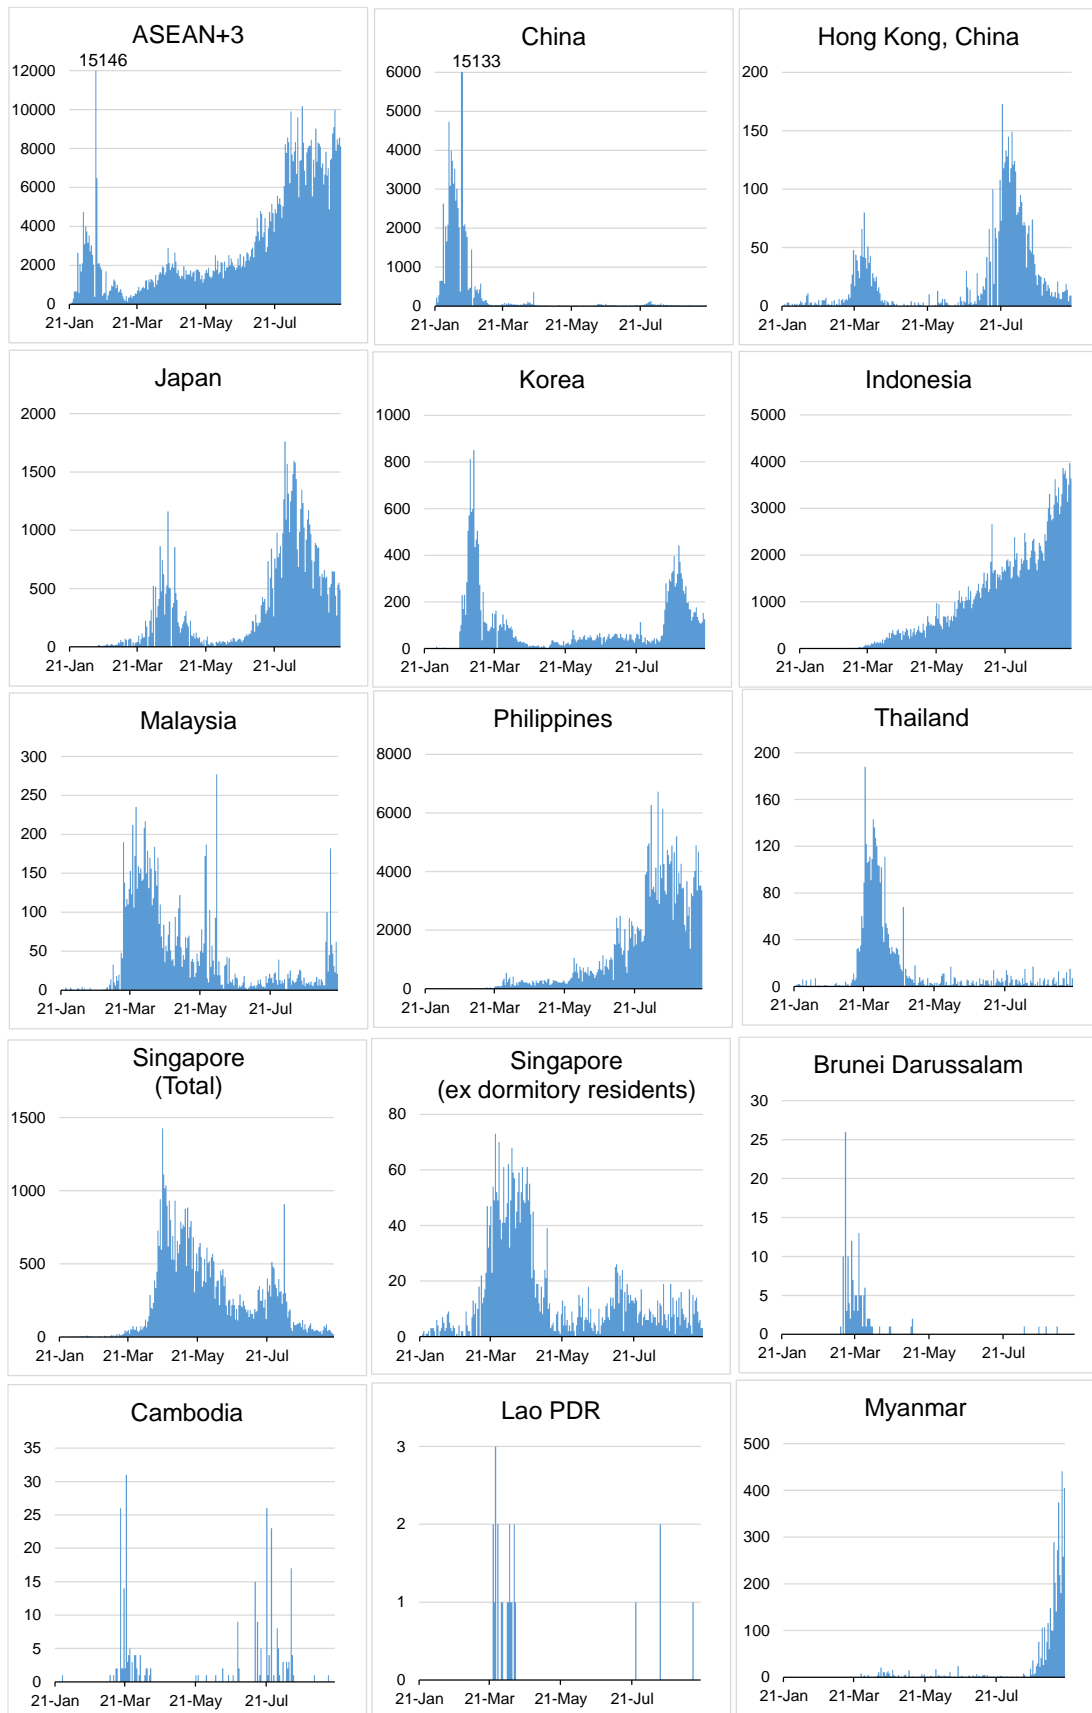 ASEAN+3
15146
12000
10000
8000
6000
4000
2000
0
21-Jan 21-Mar 21-May 21-Jul
China
15133
6000
5000
4000
3000
2000
1000
0
21-Jan 21-Mar 21-May 21-Jul
Hong Kong, China
200
150
100
50
0
21-Jan 21-Mar 21-May 21-Jul
Japan
2000
1500
1000
500
0
21-Jan 21-Mar 21-May 21-Jul
Korea
1000
800
600
400
200
0
21-Jan 21-Mar 21-May 21-Jul
Indonesia
5000
4000
3000
2000
1000
0
21-Jan 21-Mar 21-May 21-Jul
Malaysia
300
250
200
150
100
50
0
21-Jan 21-Mar 21-May 21-Jul
Philippines
8000
6000
4000
2000
0
21-Jan 21-Mar 21-May 21-Jul
Thailand
200
160
120
80
40
0
21-Jan 21-Mar 21-May 21-Jul
Singapore
(Total)
1500
1000
500
0
21-Jan 21-Mar 21-May 21-Jul
Singapore
(ex dormitory residents)
80
60
40
20
0
21-Jan 21-Mar 21-May 21-Jul
Brunei Darussalam
30
25
20
15
10
5
0
21-Jan 21-Mar 21-May 21-Jul
Cambodia
35
30
25
20
15
10
5
0
21-Jan 21-Mar 21-May 21-Jul
Lao PDR
3
2
1
0
21-Jan 21-Mar 21-May 21-Jul
Myanmar
500
400
300
200
100
0
21-Jan 21-Mar 21-May 21-Jul